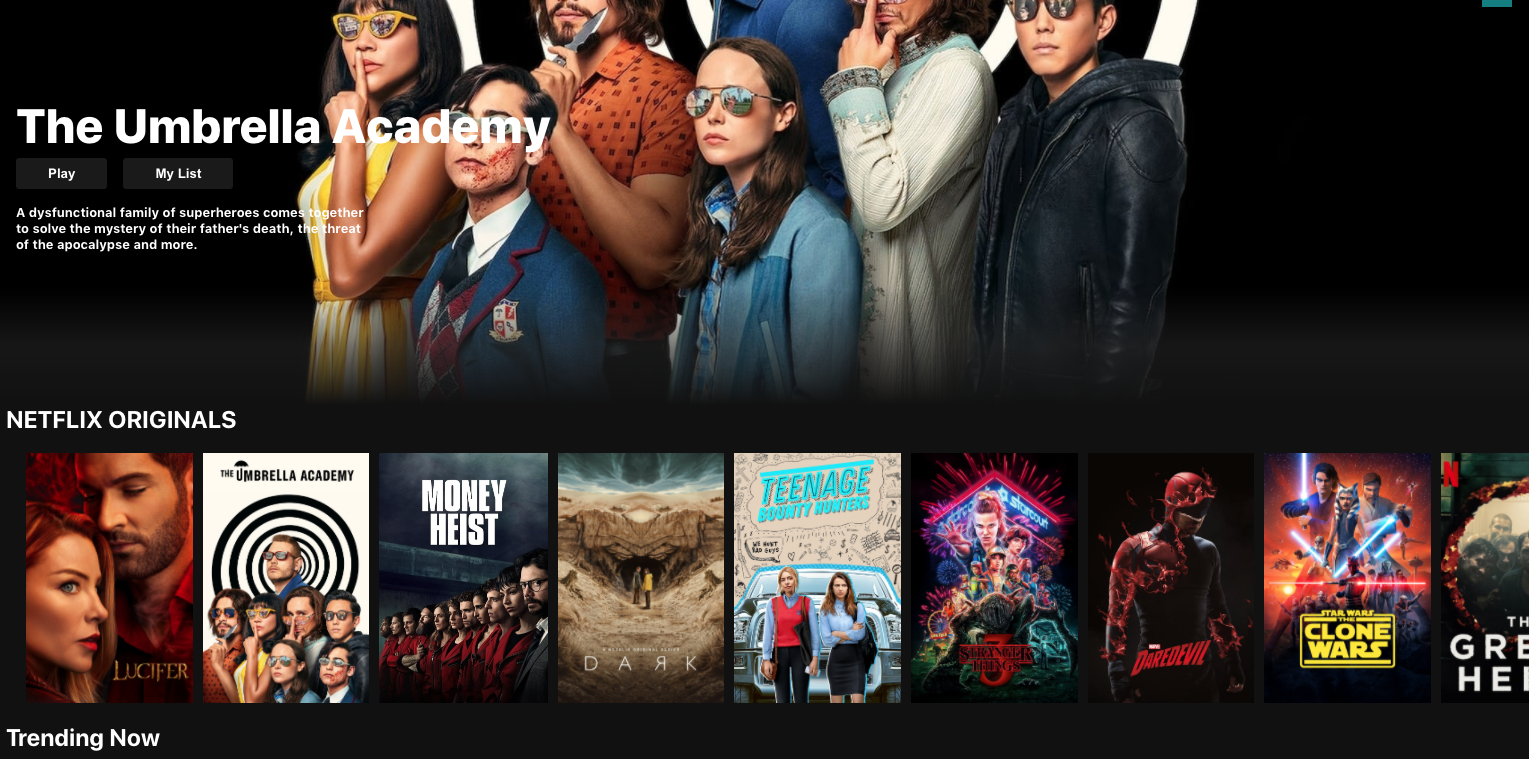 The Umbrella Academy
Play
My List
A dysfunctional family of superheroes comes together
to solve the mystery of their father's death, the threat
of the apocalypse and more.
NETFLIX ORIGINALS
LUCIFER
THE UMBRELLA ACADEMY
MONEY
HEIST
A NETFLIX ORIGINAL SERIES
DARK
TEENAGE
BOUNTY HUNTERS
WE HUNT
BAD GUYS
starcourt
STRANGER
THINGS
3
MARVEL
DAREDEVIL
STAR WARS
THE
CLONE
WARS
N
TH
GRE
HE
Trending Now